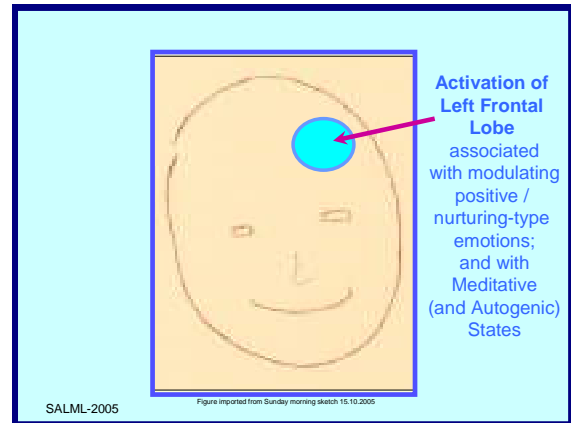 Activation of
Left Frontal
Lobe
associated
with modulating
positive /
nurturing-type
emotions;
and with
Meditative
(and Autogenic)
States
SALML-2005
Figure imported from Sunday morning sketch 15.10.2005